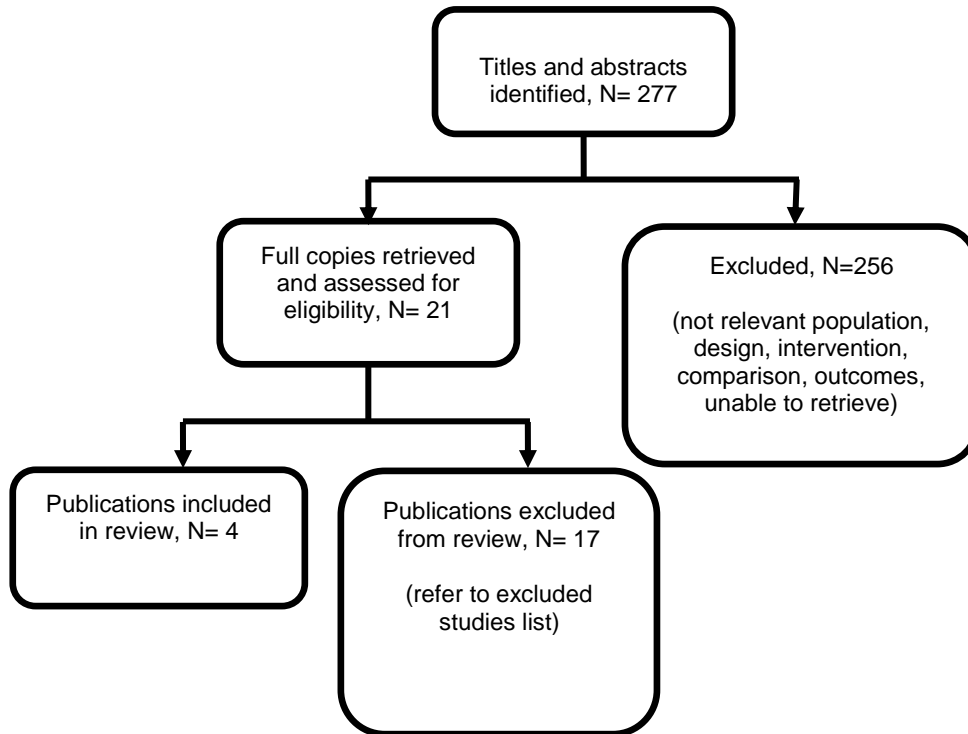 Titles and abstracts
identified, N= 277
Full copies retrieved
and assessed for
eligibility, N= 21
Excluded, N=256
(not relevant population,
design, intervention,
comparison, outcomes,
unable to retrieve)
Publications included
in review, N= 4
Publications excluded
from review, N= 17
(refer to excluded
studies list)